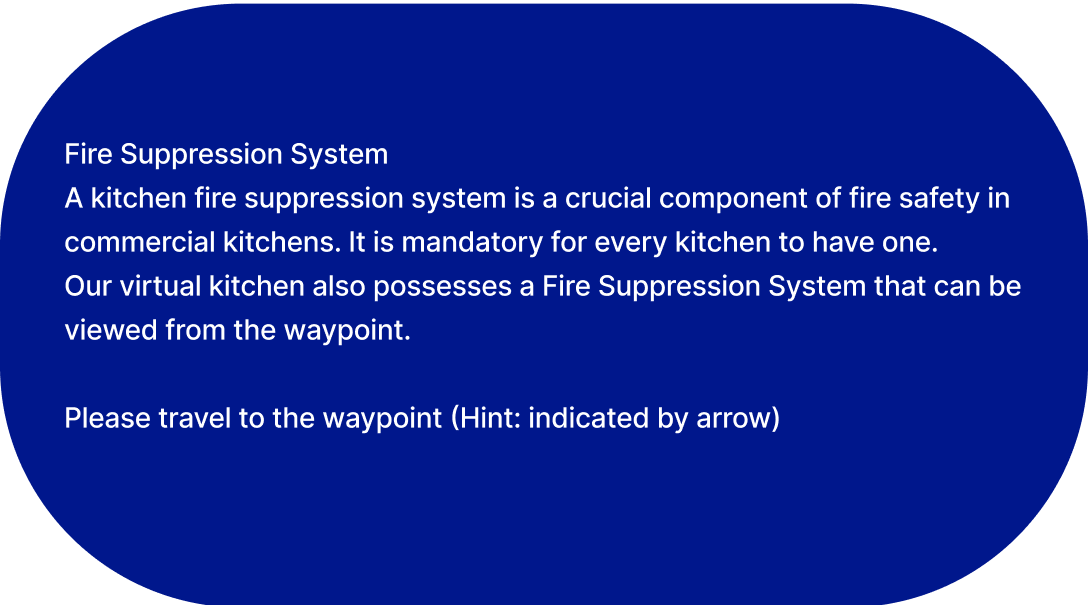 Fire Suppression System
A kitchen fire suppression system is a crucial component of fire safety in
commercial kitchens. It is mandatory for every kitchen to have one.
Our virtual kitchen also possesses a Fire Suppression System that can be
viewed from the waypoint.
Please travel to the waypoint (Hint: indicated by arrow)